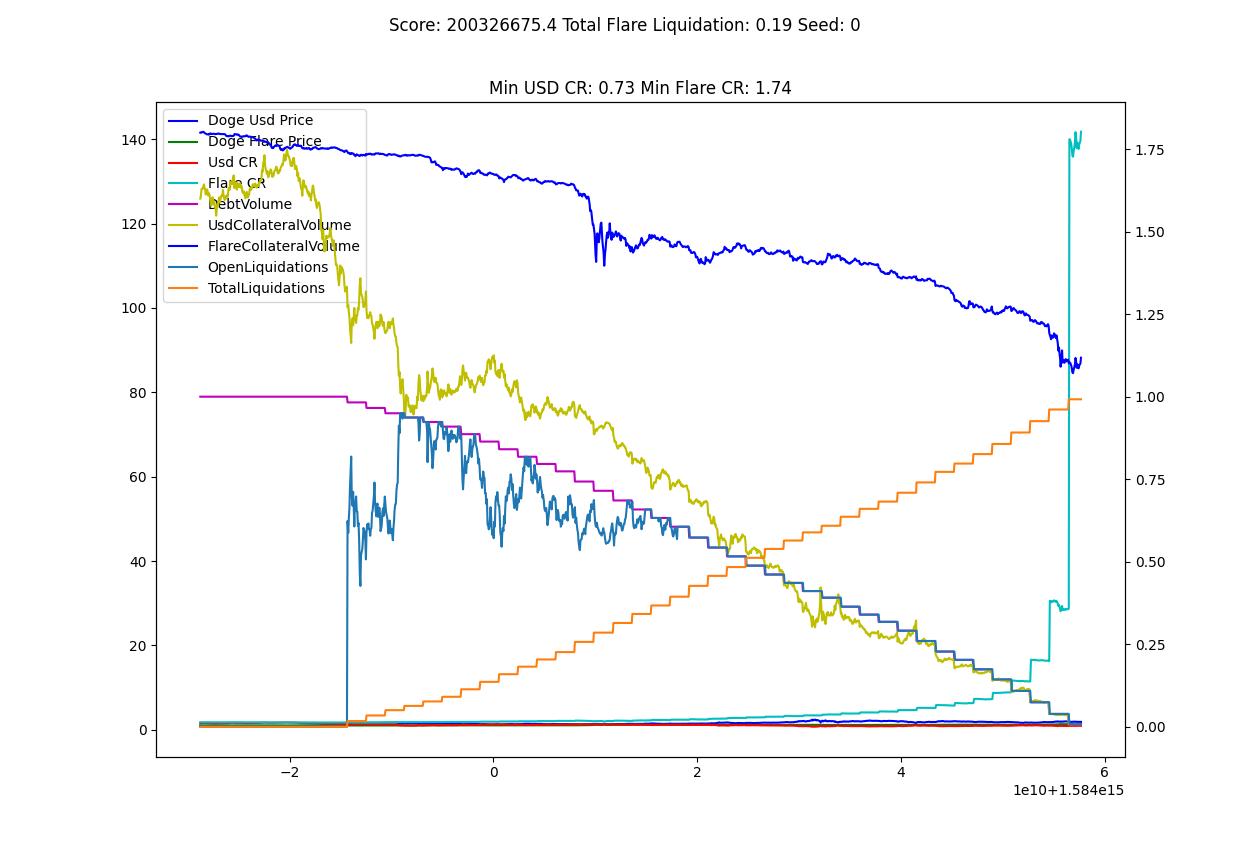 Score: 200326675.4 Total Flare Liquidation: 0.19 Seed: 0
Min USD CR: 0.73 Min Flare CR: 1.74
Doge Usd Price
Doge Flare Price
Usd CR
Flare CR
DebtVolume
UsdCollateralVolume
FlareCollateralVolume
OpenLiquidations
TotalLiquidations
140
120
100
80
60
40
20
0
1.75
1.50
1.25
1.00
0.75
0.50
0.25
0.00
−2
0
2
4
6
1e10+1.584e15